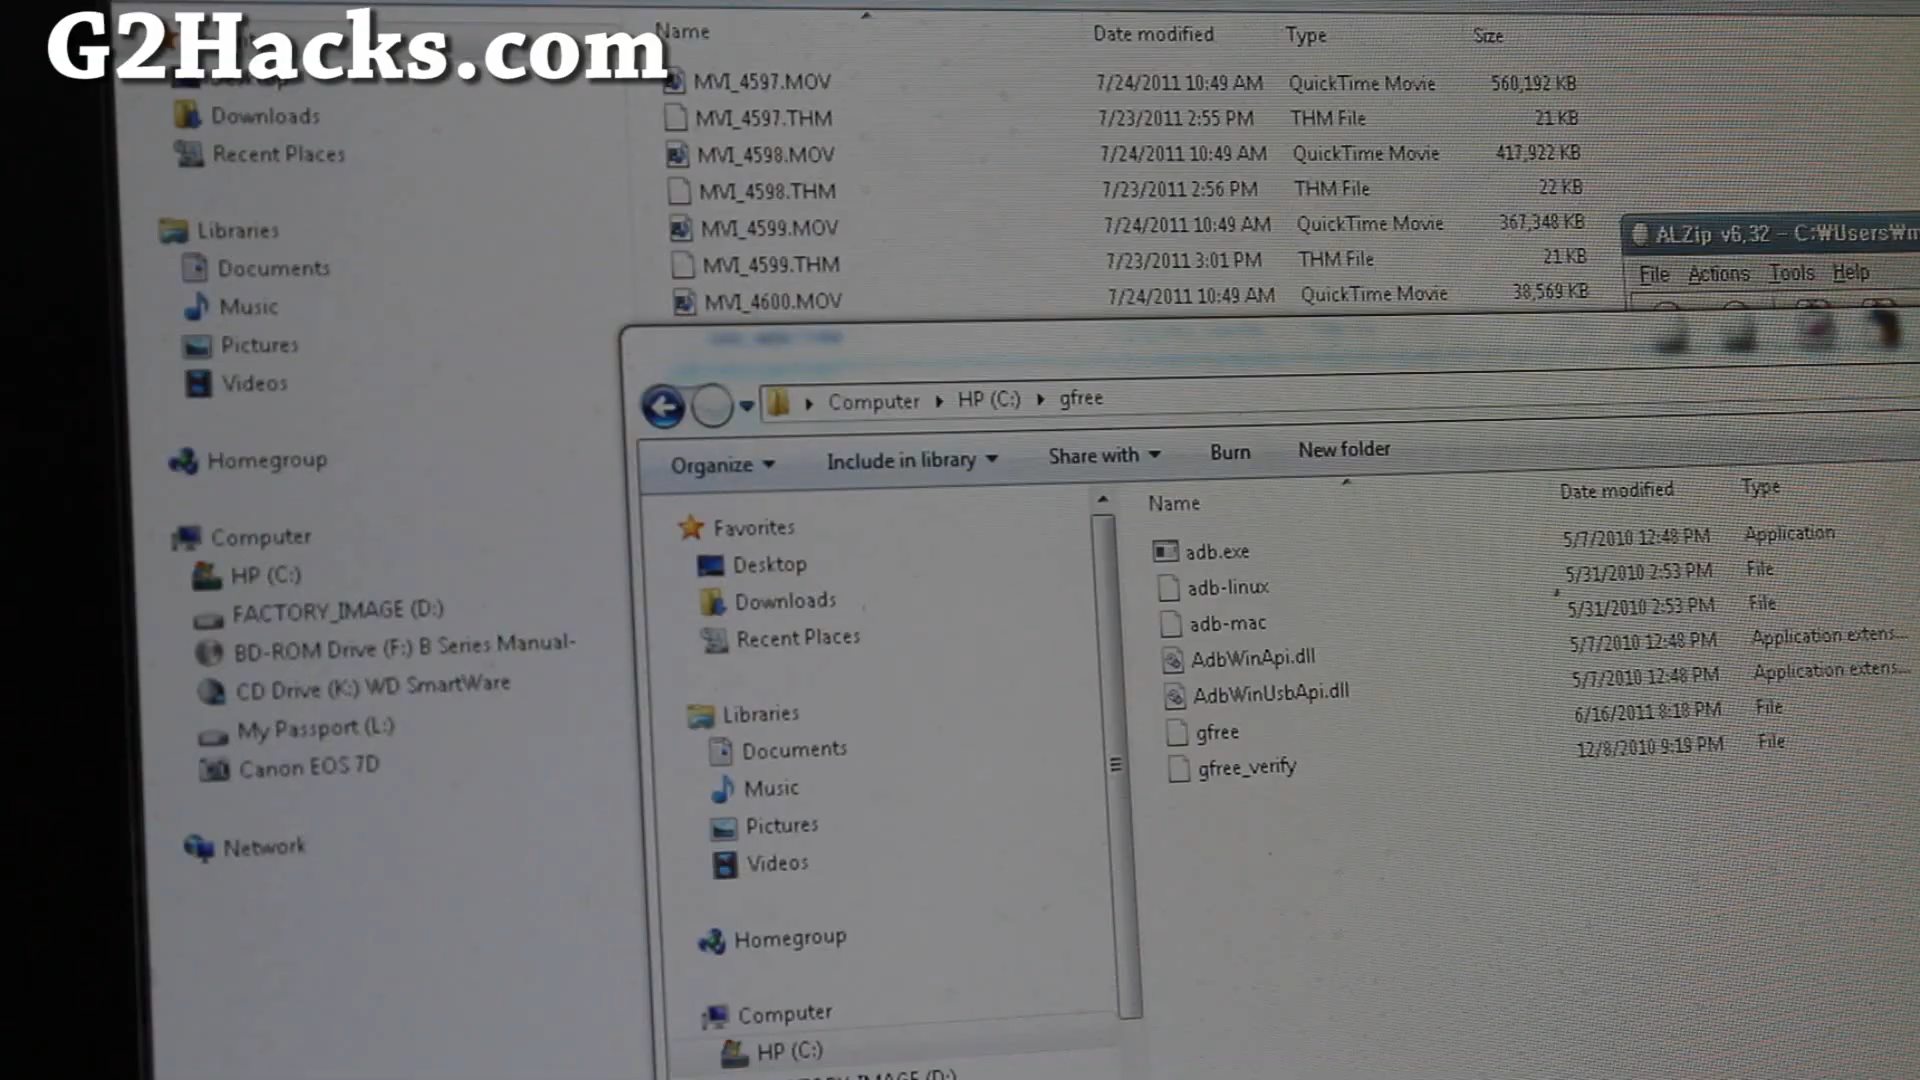 G2Hacks.com
Name Date modified Type Size
MVI_4597.MOV 7/24/2011 10:49 AM QuickTime Movie 560,192 KB
MVI_4597.THM 7/23/2011 2:55 PM THM File 21 KB
MVI_4598.MOV 7/24/2011 10:49 AM QuickTime Movie 417,922 KB
MVI_4598.THM 7/23/2011 2:56 PM THM File 22 KB
MVI_4599.MOV 7/24/2011 10:49 AM QuickTime Movie 367,348 KB
MVI_4599.THM 7/23/2011 3:01 PM THM File 21 KB
MVI_4600.MOV 7/24/2011 10:49 AM QuickTime Movie 38,569 KB
Downloads
Recent Places
Libraries
Documents
Music
Pictures
Videos
Homegroup
Computer
HP (C:)
FACTORY_IMAGE (D:)
BD-ROM Drive (F:) B Series Manual-
CD Drive (K:) WD SmartWare
My Passport (L:)
Canon EOS 7D
Network
ALZip v6.32 - C:₩Users₩m
File Actions Tools Help
Computer HP (C:) gfree
Organize Include in library Share with Burn New folder
Favorites
Desktop
Downloads
Recent Places
Libraries
Documents
Music
Pictures
Videos
Homegroup
Computer
HP (C:)
Name Date modified Type
adb.exe 5/7/2010 12:48 PM Application
adb-linux 5/31/2010 2:53 PM File
adb-mac 5/31/2010 2:53 PM File
AdbWinApi.dll 5/7/2010 12:48 PM Application extens...
AdbWinUsbApi.dll 5/7/2010 12:48 PM Application extens...
gfree 6/16/2011 8:18 PM File
gfree_verify 12/8/2010 9:19 PM File